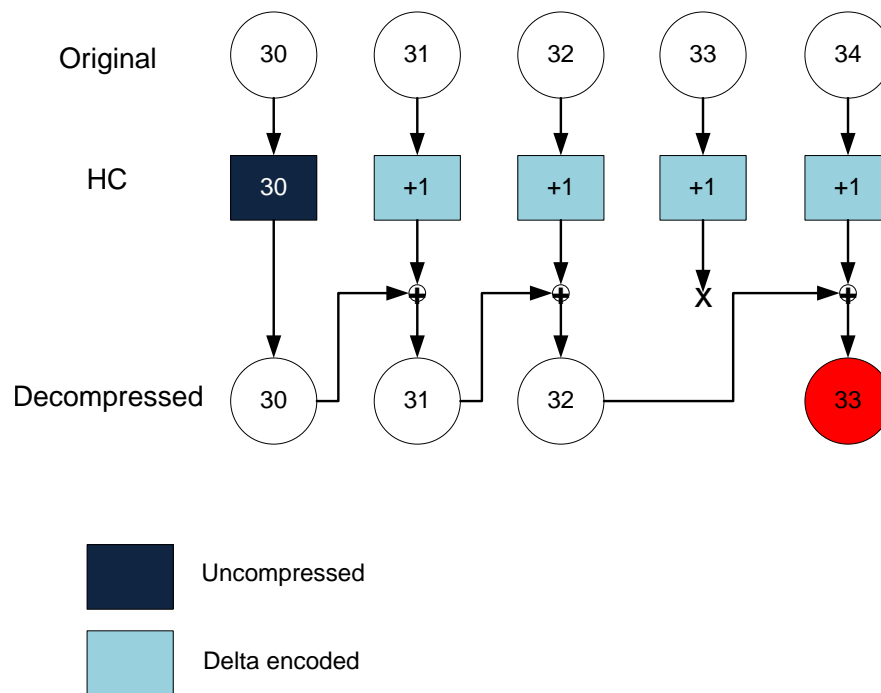 Original 30 31 32 33 34
HC 30 +1 +1 +1 +1
x
Decompressed 30 31 32 33
Uncompressed
Delta encoded